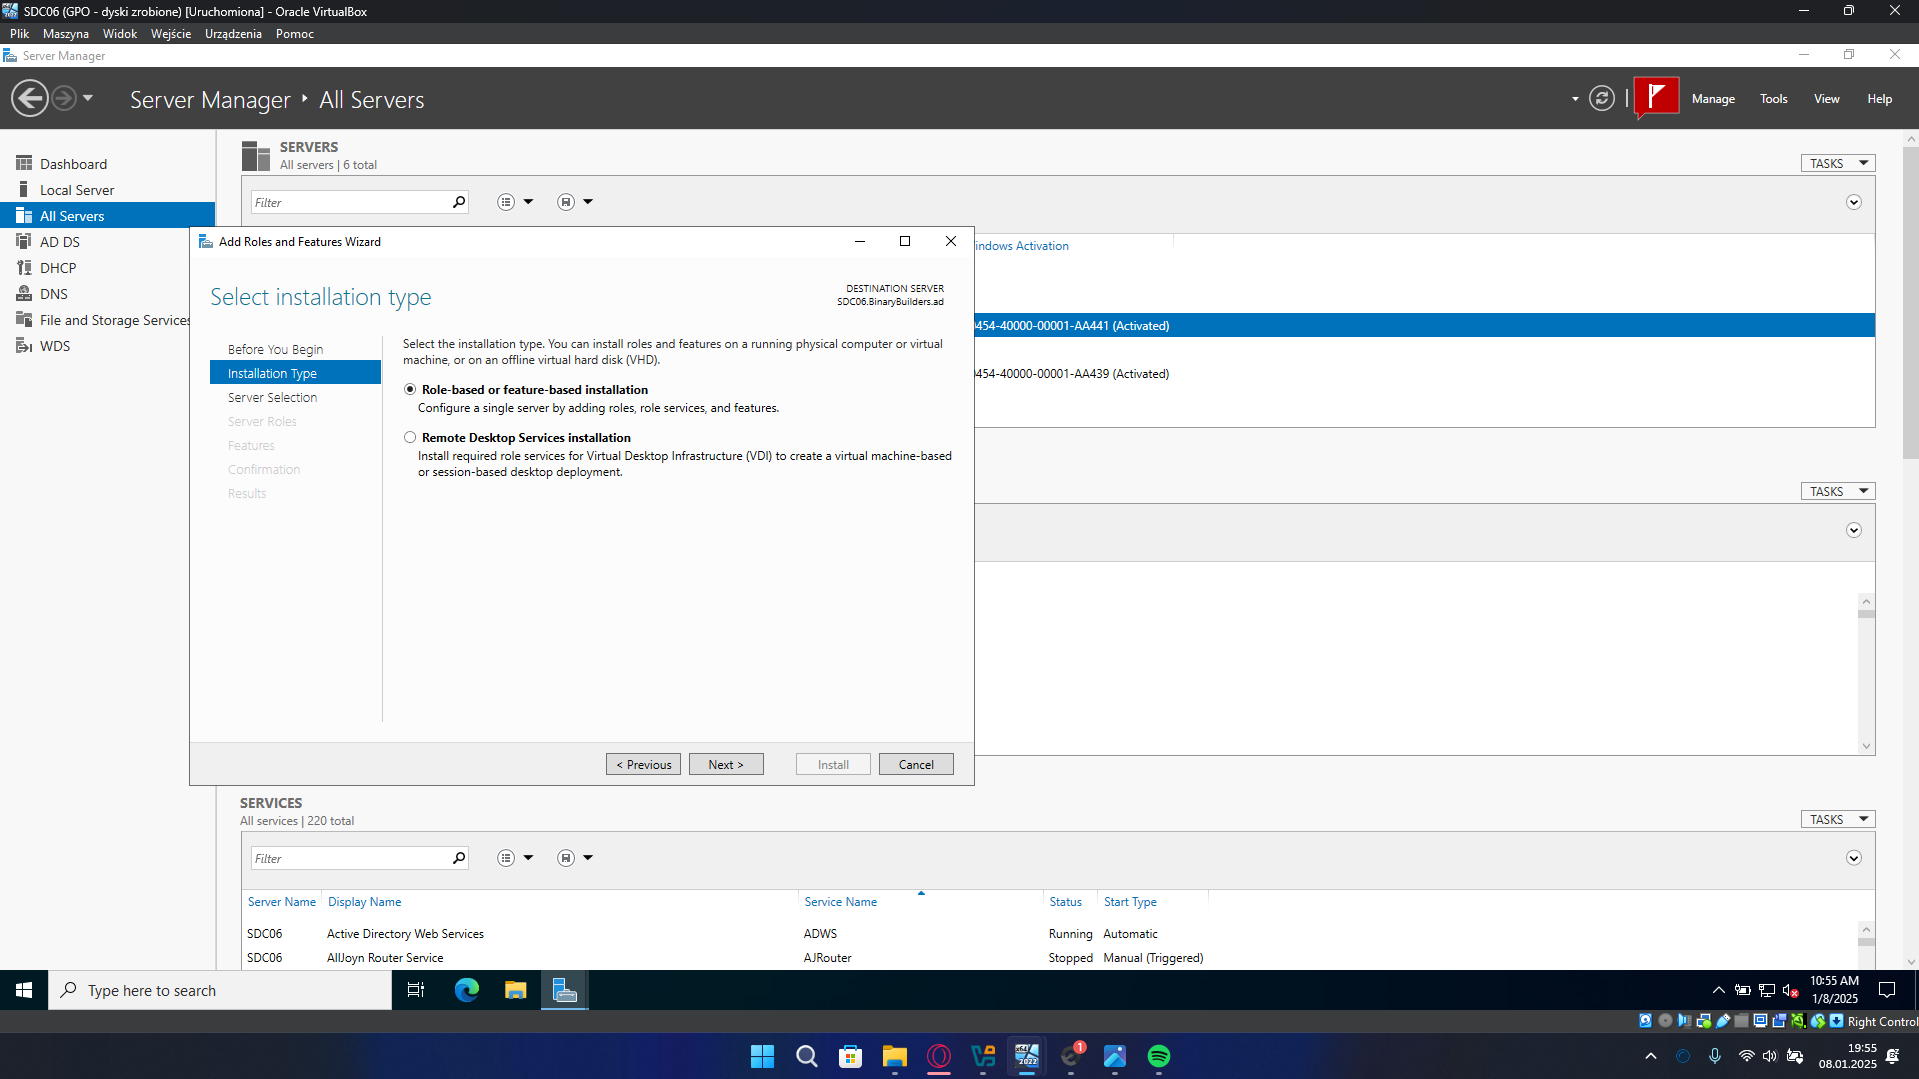 SDC06 (GPO - dyski zrobione) [Uruchomiona] - Oracle VirtualBox
Plik Maszyna Widok Wejście Urządzenia Pomoc
Server Manager
Server Manager All Servers
Manage Tools View Help
Dashboard
Local Server
All Servers
AD DS
DHCP
DNS
File and Storage Services
WDS
SERVERS
All servers | 6 total
TASKS
Filter
indows Activation
454-40000-00001-AA441 (Activated)
454-40000-00001-AA439 (Activated)
Add Roles and Features Wizard
Select installation type
DESTINATION SERVER
SDC06.BinaryBuilders.ad
Before You Begin
Installation Type
Server Selection
Server Roles
Features
Confirmation
Results
Select the installation type. You can install roles and features on a running physical computer or virtual
machine, or on an offline virtual hard disk (VHD).
Role-based or feature-based installation
Configure a single server by adding roles, role services, and features.
Remote Desktop Services installation
Install required role services for Virtual Desktop Infrastructure (VDI) to create a virtual machine-based
or session-based desktop deployment.
< Previous Next > Install Cancel
TASKS
SERVICES
All services | 220 total
TASKS
Filter
Server Name Display Name Service Name Status Start Type
SDC06 Active Directory Web Services ADWS Running Automatic
SDC06 AllJoyn Router Service AJRouter Stopped Manual (Triggered)
Type here to search
10:55 AM
1/8/2025
Right Control
2022
1
19:55
08.01.2025